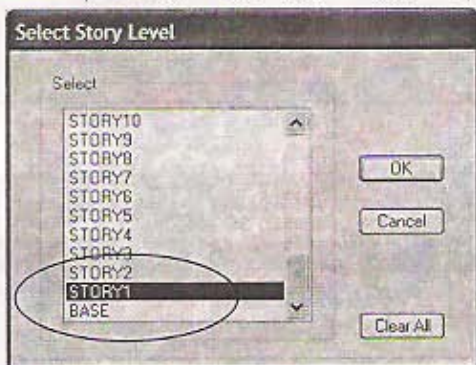 Select Story Level
Select
STORY10
STORY9
STORY8
STORY7
STORY6
STORY5
STORY4
STORY3
STORY2
STORY1
BASE
OK
Cancel
Clear All